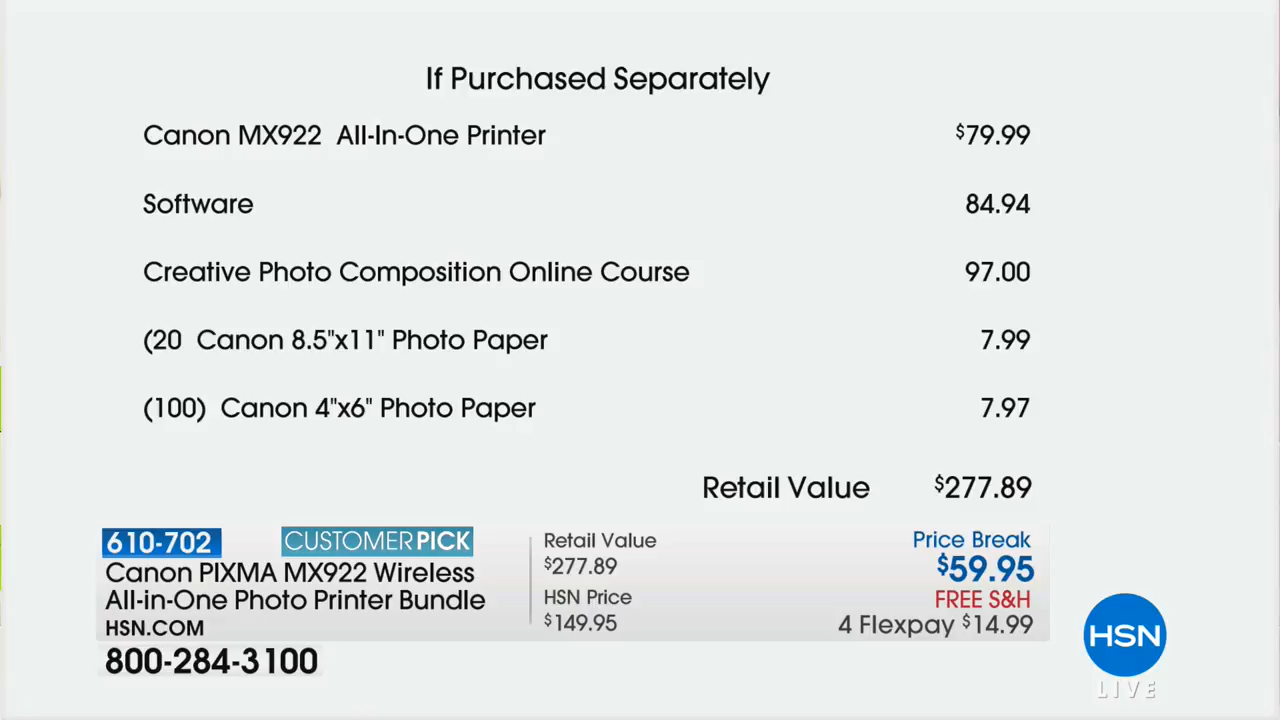 If Purchased Separately
Canon MX922 All-In-One Printer $79.99
Software 84.94
Creative Photo Composition Online Course 97.00
(20 Canon 8.5"x11" Photo Paper 7.99
(100) Canon 4"x6" Photo Paper 7.97
Retail Value $277.89
610-702 CUSTOMERPICK
Canon PIXMA MX922 Wireless
All-in-One Photo Printer Bundle
HSN.COM
800-284-3100
Retail Value
$277.89
HSN Price
$149.95
Price Break
$59.95
FREE S&H
4 Flexpay $14.99
HSN
LIVE